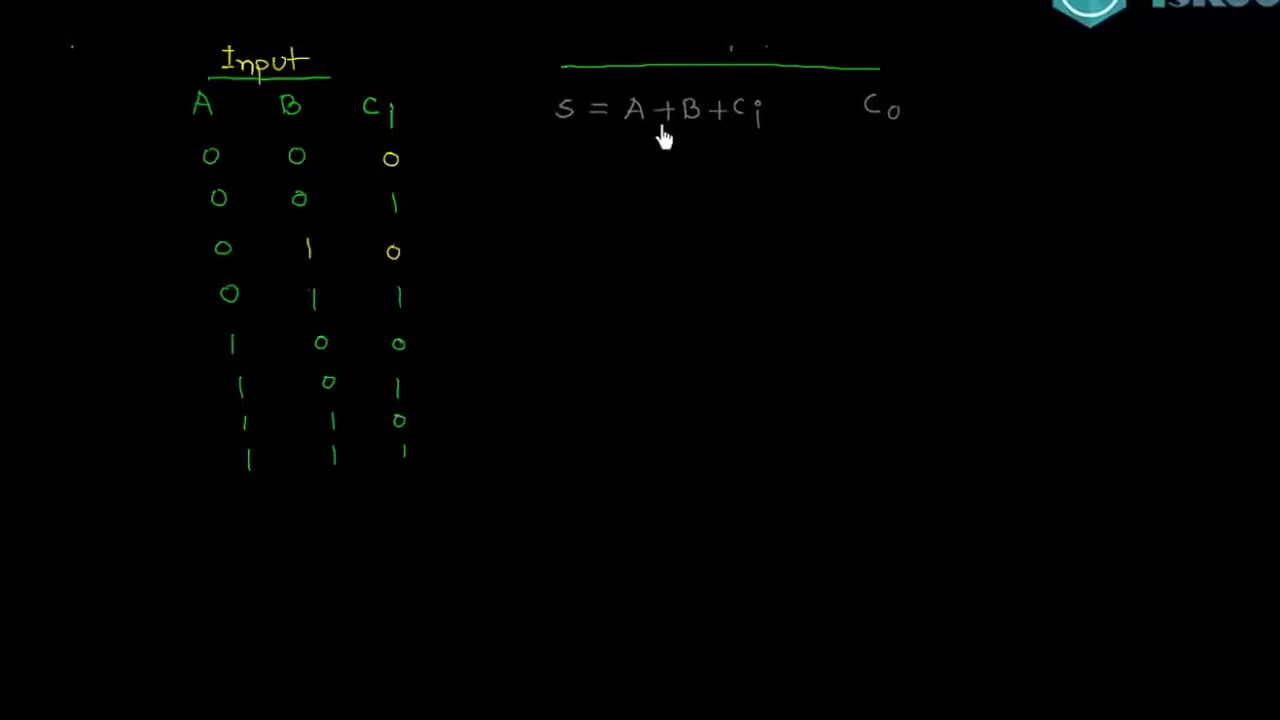 Input
A B Ci S = A + B + Ci Co
0 0 0
0 0 1
0 1 0
0 1 1
1 0 0
1 0 1
1 1 0
1 1 1